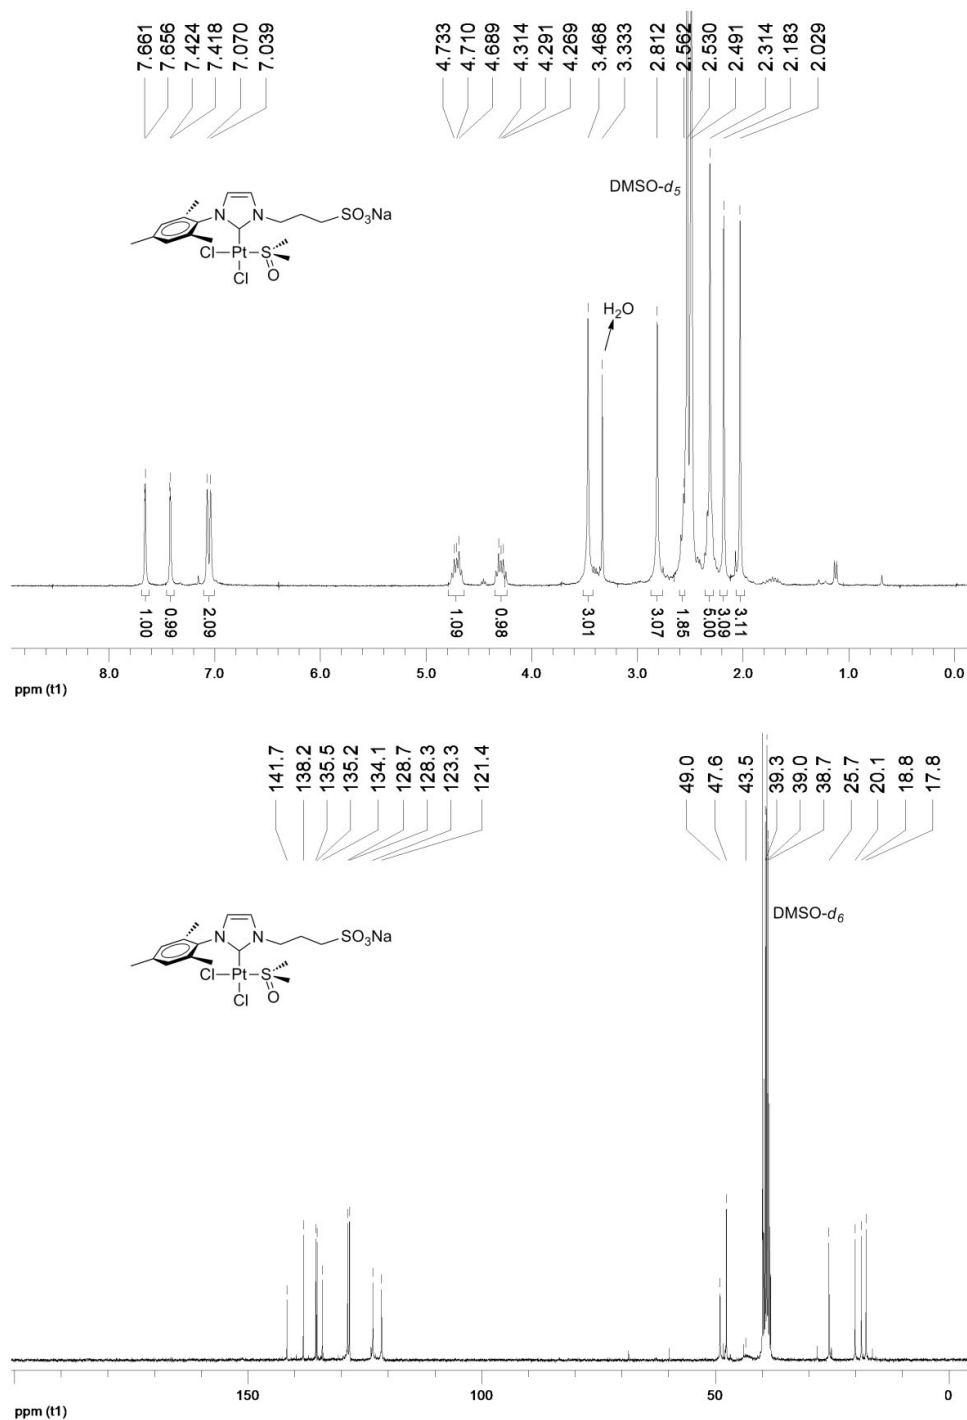 7.661
7.656
7.424
7.418
7.070
7.039
4.733
4.710
4.689
4.314
4.291
4.269
3.468
3.333
2.812
2.562
2.530
2.491
2.314
2.183
2.029
DMSO-d5
N
N
SO3Na
Cl
Pt
S
Cl
O
H2O
1.00
0.99
2.09
1.09
0.98
3.01
3.07
1.85
5.00
3.09
3.11
8.0 7.0 6.0 5.0 4.0 3.0 2.0 1.0 0.0
ppm (t1)
141.7
138.2
135.5
135.2
134.1
128.7
128.3
123.3
121.4
49.0
47.6
43.5
39.3
39.0
38.7
25.7
20.1
18.8
17.8
DMSO-d6
N
N
SO3Na
Cl
Pt
S
Cl
O
150 100 50 0
ppm (t1)